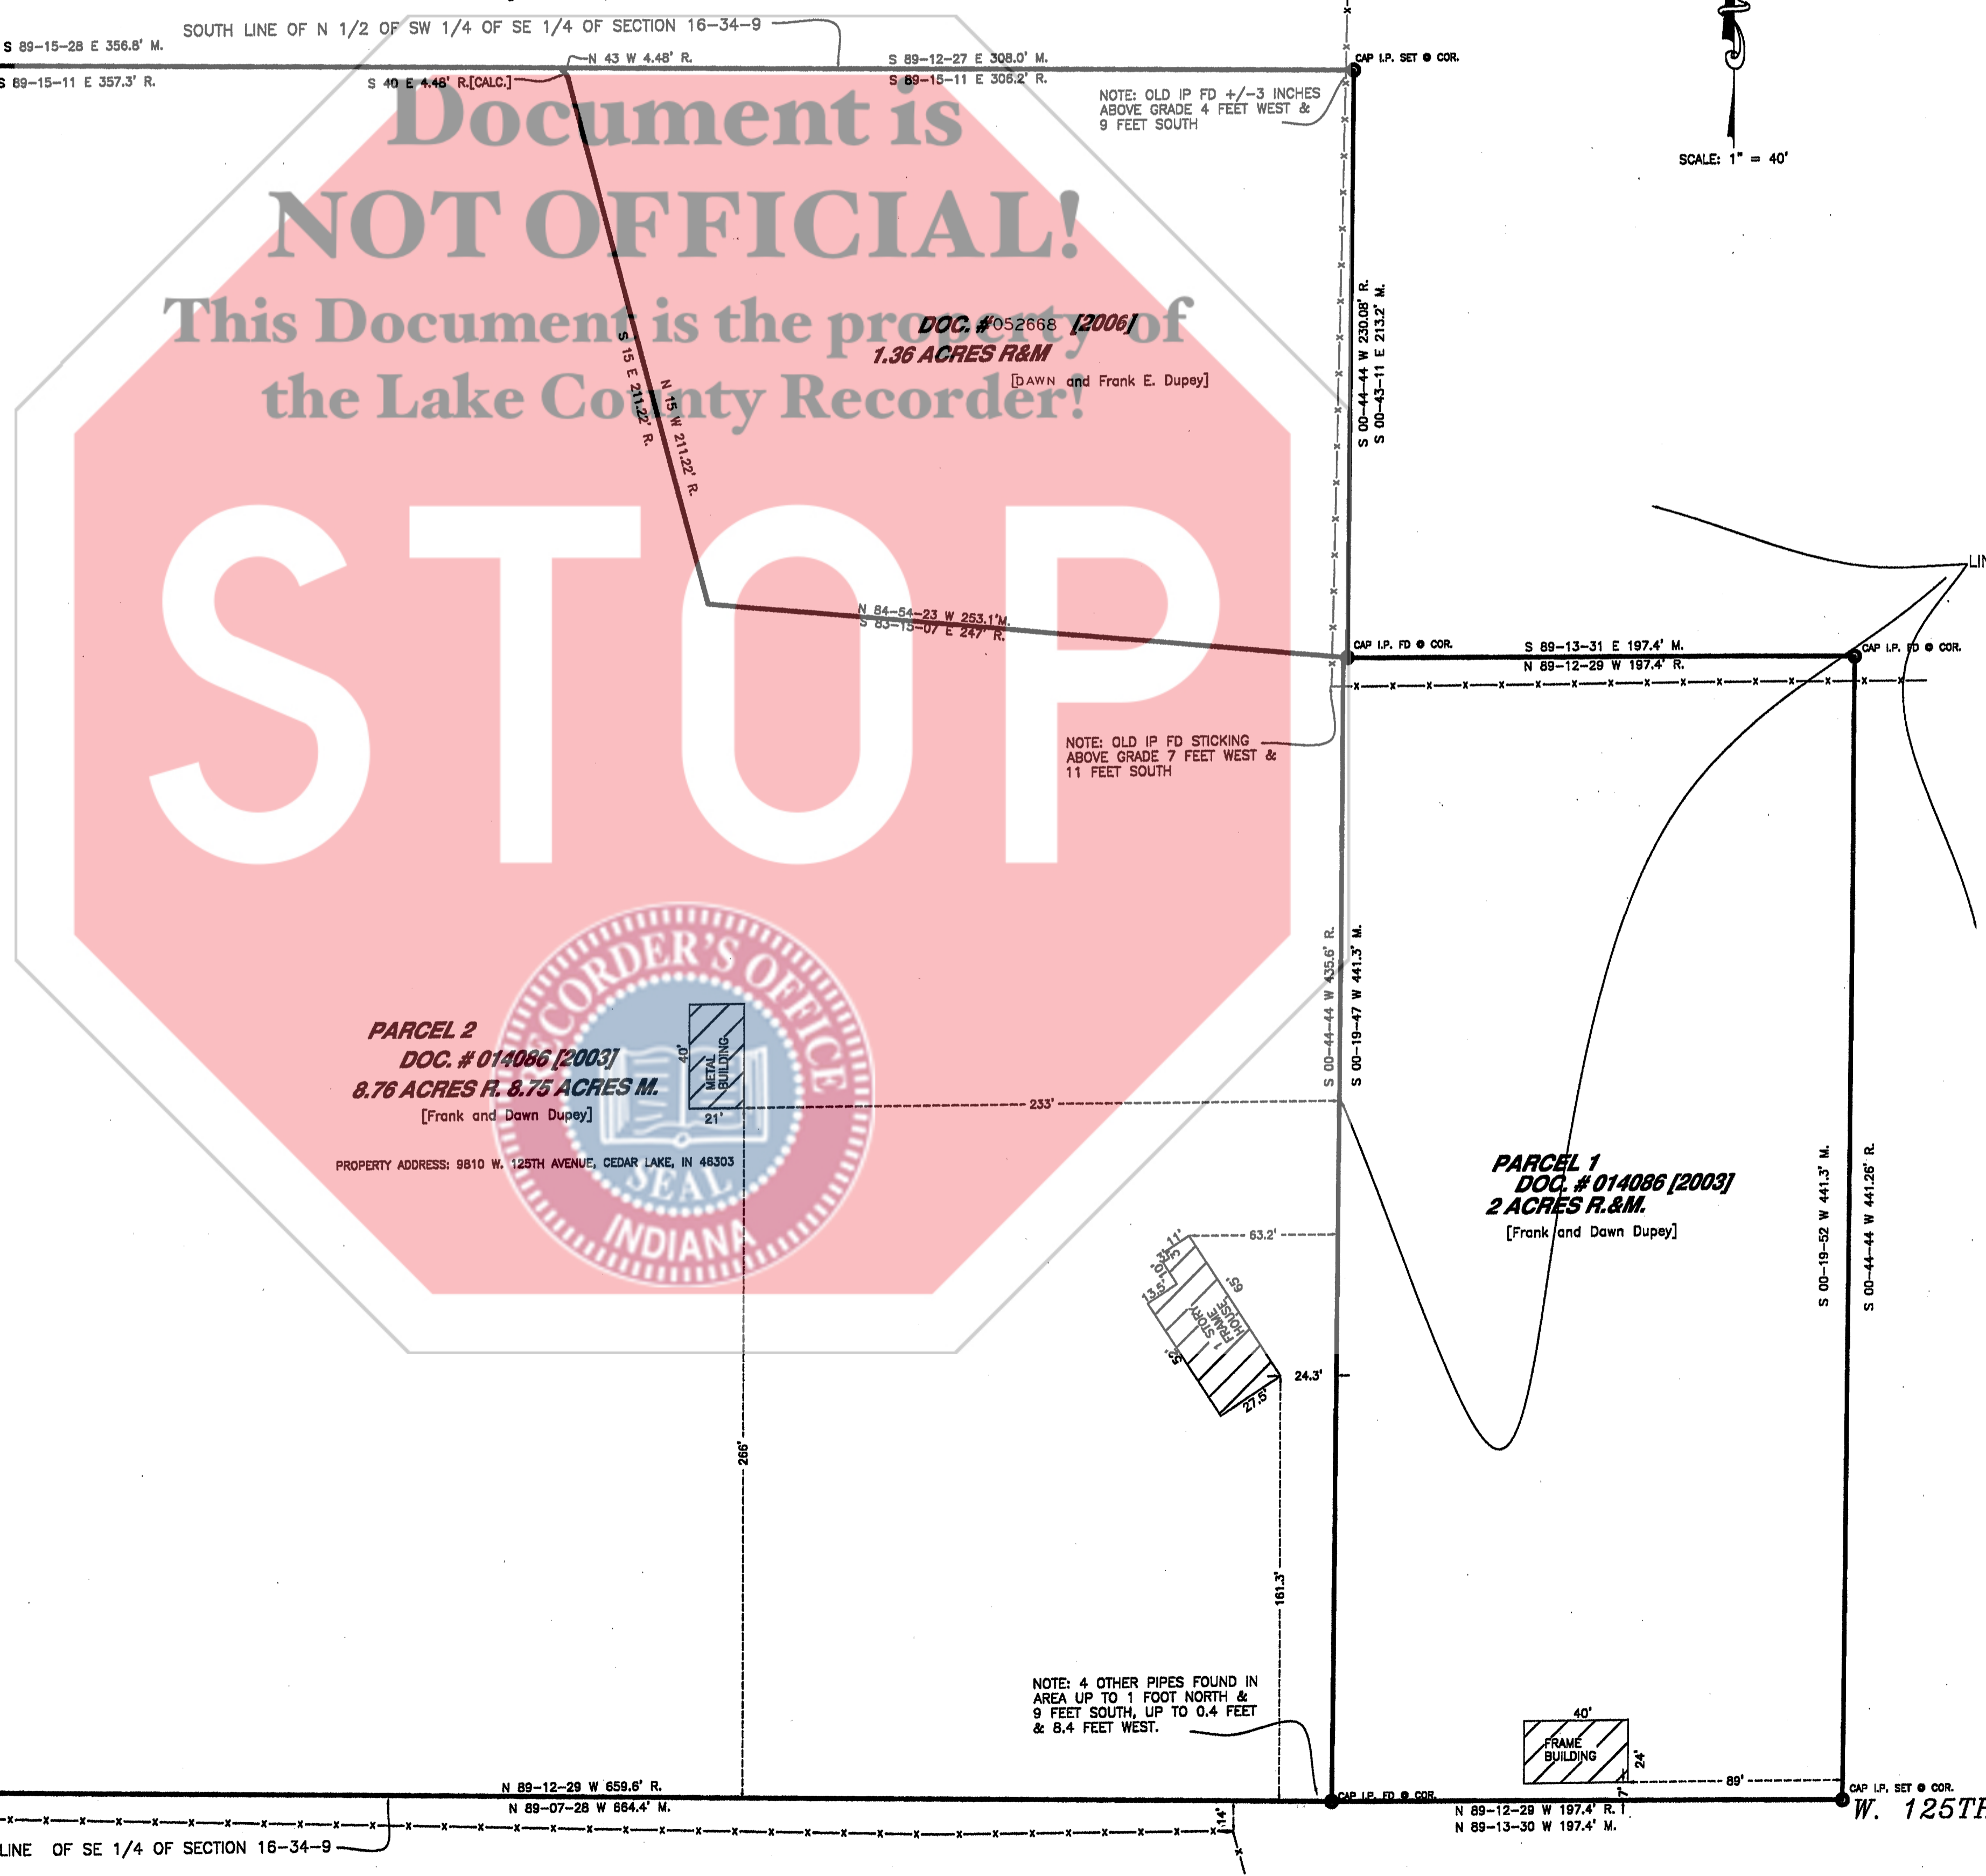 SOUTH LINE OF N 1/2 OF SW 1/4 OF SE 1/4 OF SECTION 16-34-9
S 89-15-28 E 356.8' M.
S 89-15-11 E 357.3' R.
N 43 W 4.48' R.
S 40 E 4.48' R.[CALC.]
S 89-12-27 E 308.0' M.
S 89-15-11 E 306.2' R.
CAP I.P. SET @ COR.
NOTE: OLD IP FD +/-3 INCHES
ABOVE GRADE 4 FEET WEST &
9 FEET SOUTH
SCALE: 1" = 40'
Document is
NOT OFFICIAL!
This Document is the property of
the Lake County Recorder!
STOP
DOC. #052668 [2006]
1.36 ACRES R&M
[DAWN and Frank E. Dupey]
S 15 E 211.22' R.
N 15 W 211.22' R.
S 00-44-44 W 230.08' R.
S 00-43-11 E 213.2' M.
N 84-54-23 W 253.1'M.
S 83-15-07 E 247' R.
CAP I.P. FD @ COR.
S 89-13-31 E 197.4' M.
N 89-12-29 W 197.4' R.
CAP I.P. FD @ COR.
LIN
NOTE: OLD IP FD STICKING
ABOVE GRADE 7 FEET WEST &
11 FEET SOUTH
S 00-44-44 W 435.6' R.
S 00-19-47 W 441.3' M.
RECORDER'S OFFICE
SEAL
INDIANA
PARCEL 2
DOC. # 014086 [2003]
8.76 ACRES R. 8.75 ACRES M.
[Frank and Dawn Dupey]
PROPERTY ADDRESS: 9810 W. 125TH AVENUE, CEDAR LAKE, IN 46303
40'
METAL
BUILDING
21'
233'
266'
PARCEL 1
DOC. # 014086 [2003]
2 ACRES R.&M.
[Frank and Dawn Dupey]
S 00-19-52 W 441.3' M.
S 00-44-44 W 441.26' R.
63.2'
11'
10.3'
13.5'
65'
1 STORY
FRAME
HOUSE
52'
27.5'
24.3'
161.3'
NOTE: 4 OTHER PIPES FOUND IN
AREA UP TO 1 FOOT NORTH &
9 FEET SOUTH, UP TO 0.4 FEET
& 8.4 FEET WEST.
40'
FRAME
BUILDING
24'
89'
7'
CAP I.P. SET @ COR.
W. 125TH
CAP I.P. FD @ COR.
N 89-12-29 W 197.4' R.
N 89-13-30 W 197.4' M.
N 89-12-29 W 659.6' R.
N 89-07-28 W 664.4' M.
14'
LINE OF SE 1/4 OF SECTION 16-34-9